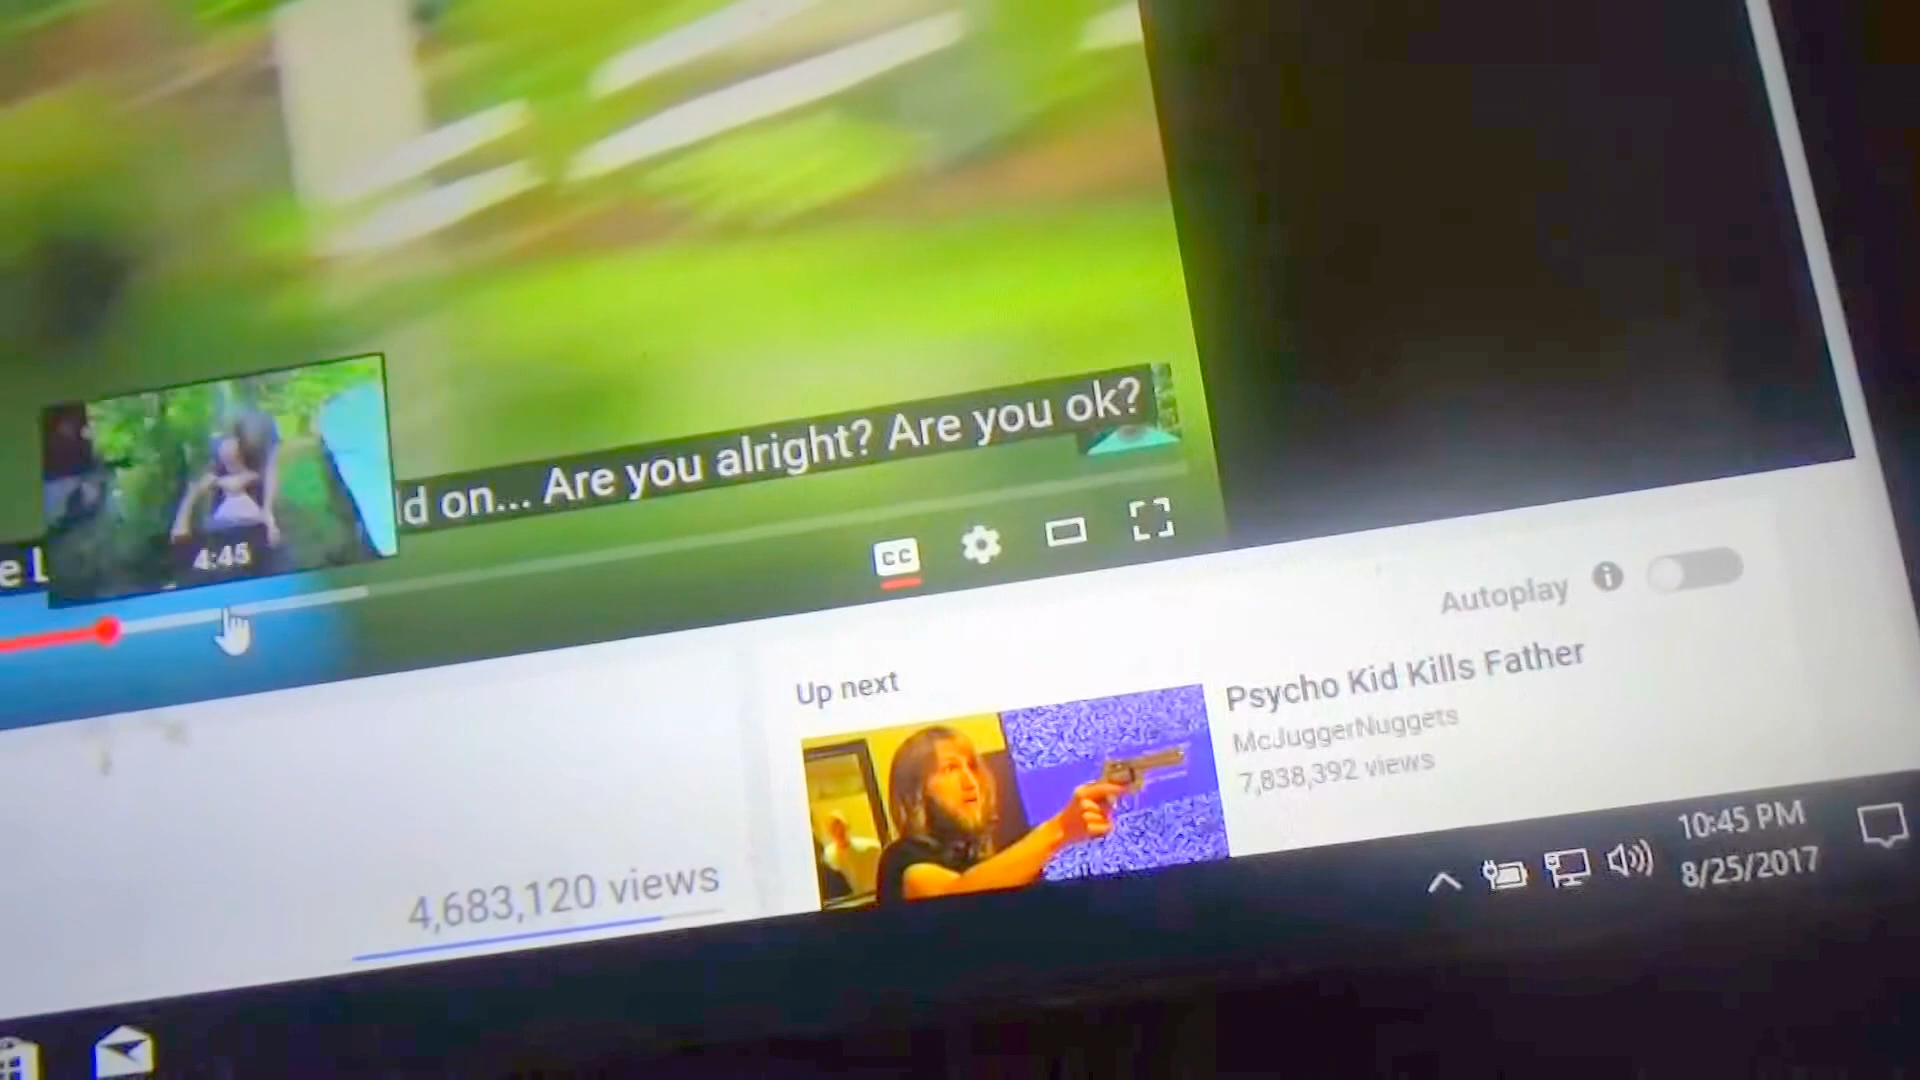 d on... Are you alright? Are you ok?
4:45
CC
Autoplay
Up next
Psycho Kid Kills Father
McJuggerNuggets
7,838,392 views
4,683,120 views
10:45 PM
8/25/2017